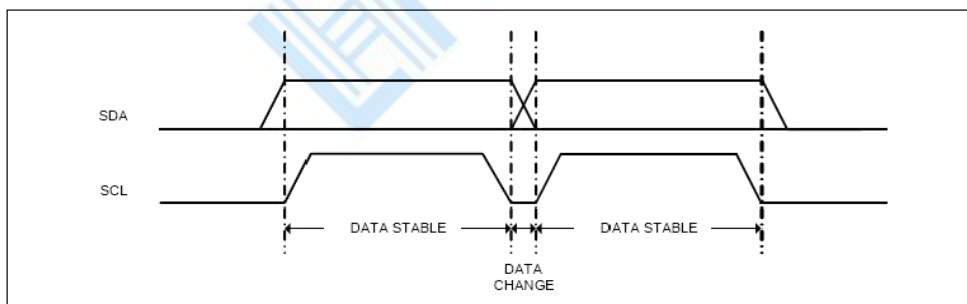 SDA
SCL
DATA STABLE
DATA STABLE
DATA
CHANGE